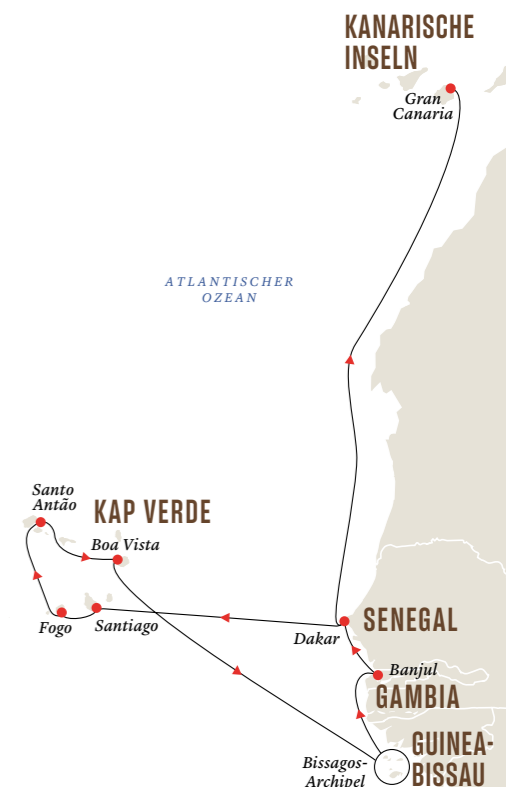 KANARISCHE
INSELN
Gran
Canaria
ATLANTISCHER
OZEAN
Santo
Antão
KAP VERDE
Boa Vista
Fogo
Santiago
Dakar
SENEGAL
Banjul
GAMBIA
GUINEA-
BISSAU
Bissagos-
Archipel